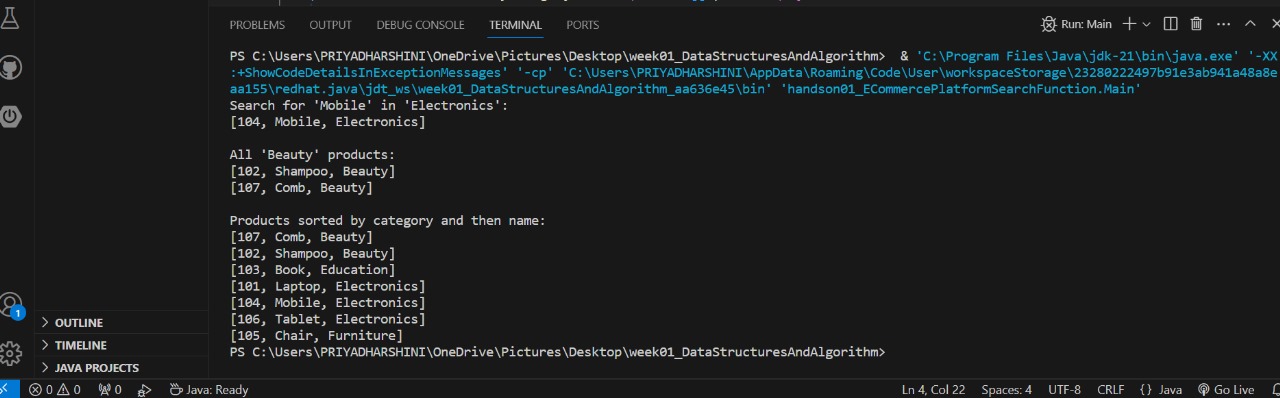 PROBLEMS OUTPUT DEBUG CONSOLE TERMINAL PORTS Run: Main
PS C:\Users\PRIYADHARSHINI\OneDrive\Pictures\Desktop\week01_DataStructuresAndAlgorithm> & 'C:\Program Files\Java\jdk-21\bin\java.exe' '-XX
:+ShowCodeDetailsInExceptionMessages' '-cp' 'C:\Users\PRIYADHARSHINI\AppData\Roaming\Code\User\workspaceStorage\23280222497b91e3ab941a48a8e
aa155\redhat.java\jdt_ws\week01_DataStructuresAndAlgorithm_aa636e45\bin' 'handson01_ECommercePlatformSearchFunction.Main'
Search for 'Mobile' in 'Electronics':
[104, Mobile, Electronics]
All 'Beauty' products:
[102, Shampoo, Beauty]
[107, Comb, Beauty]
Products sorted by category and then name:
[107, Comb, Beauty]
[102, Shampoo, Beauty]
[103, Book, Education]
[101, Laptop, Electronics]
[104, Mobile, Electronics]
[106, Tablet, Electronics]
[105, Chair, Furniture]
PS C:\Users\PRIYADHARSHINI\OneDrive\Pictures\Desktop\week01_DataStructuresAndAlgorithm>
1
OUTLINE
TIMELINE
JAVA PROJECTS
0 0 0 Java: Ready Ln 4, Col 22 Spaces: 4 UTF-8 CRLF {} Java Go Live